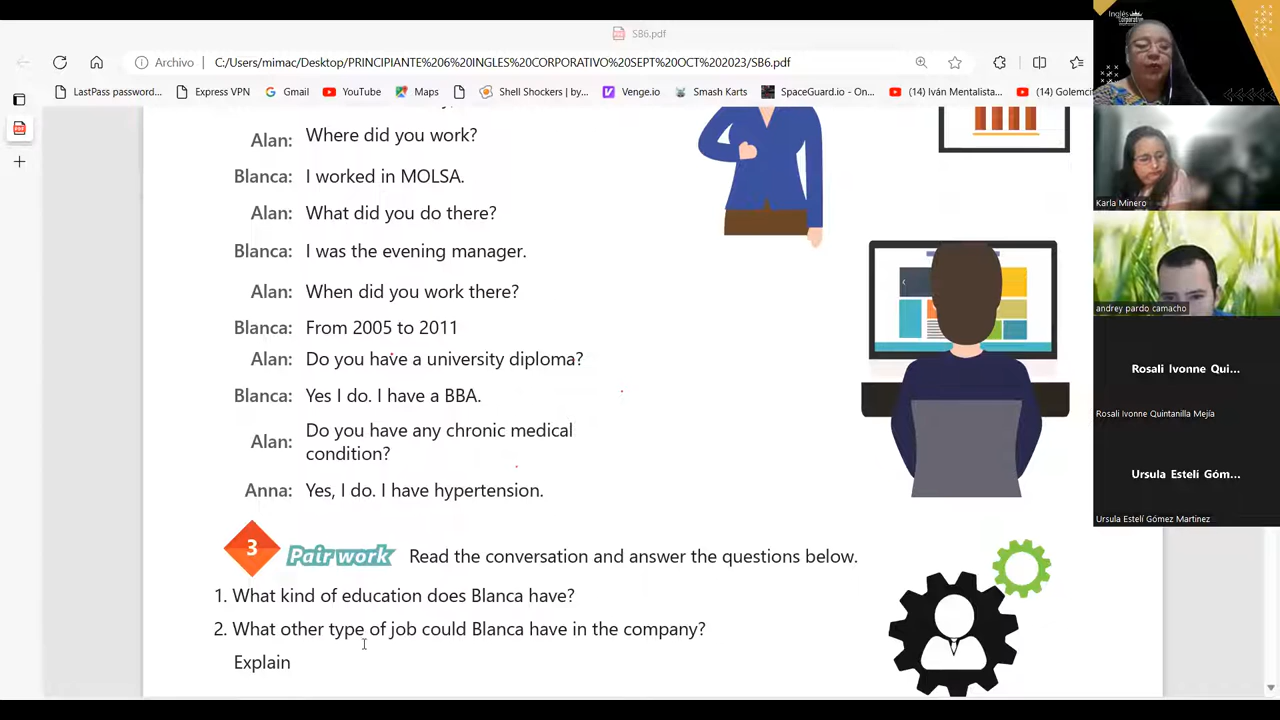 SB6.pdf
Archivo
C:/Users/mimac/Desktop/PRINCIPIANTE%206%20INGLES%20CORPORATIVO%20SEPT%20OCT%202023/SB6.pdf
LastPass password...
Express VPN
Gmail
YouTube
Maps
Shell Shockers | by...
Venge.io
Smash Karts
SpaceGuard.io - On...
(14) Iván Mentalista...
(14) Golemcit
Inglés
Corporativo
Alan: Where did you work?
Blanca: I worked in MOLSA.
Alan: What did you do there?
Blanca: I was the evening manager.
Alan: When did you work there?
Blanca: From 2005 to 2011
Alan: Do you have a university diploma?
Blanca: Yes I do. I have a BBA.
Alan: Do you have any chronic medical
condition?
Anna: Yes, I do. I have hypertension.
3 Pair work Read the conversation and answer the questions below.
1. What kind of education does Blanca have?
2. What other type of job could Blanca have in the company?
Explain
Karla Minero
andrey pardo camacho
Rosali Ivonne Qui...
Rosali Ivonne Quintanilla Mejía
Ursula Estelí Góm...
Ursula Estelí Gómez Martinez